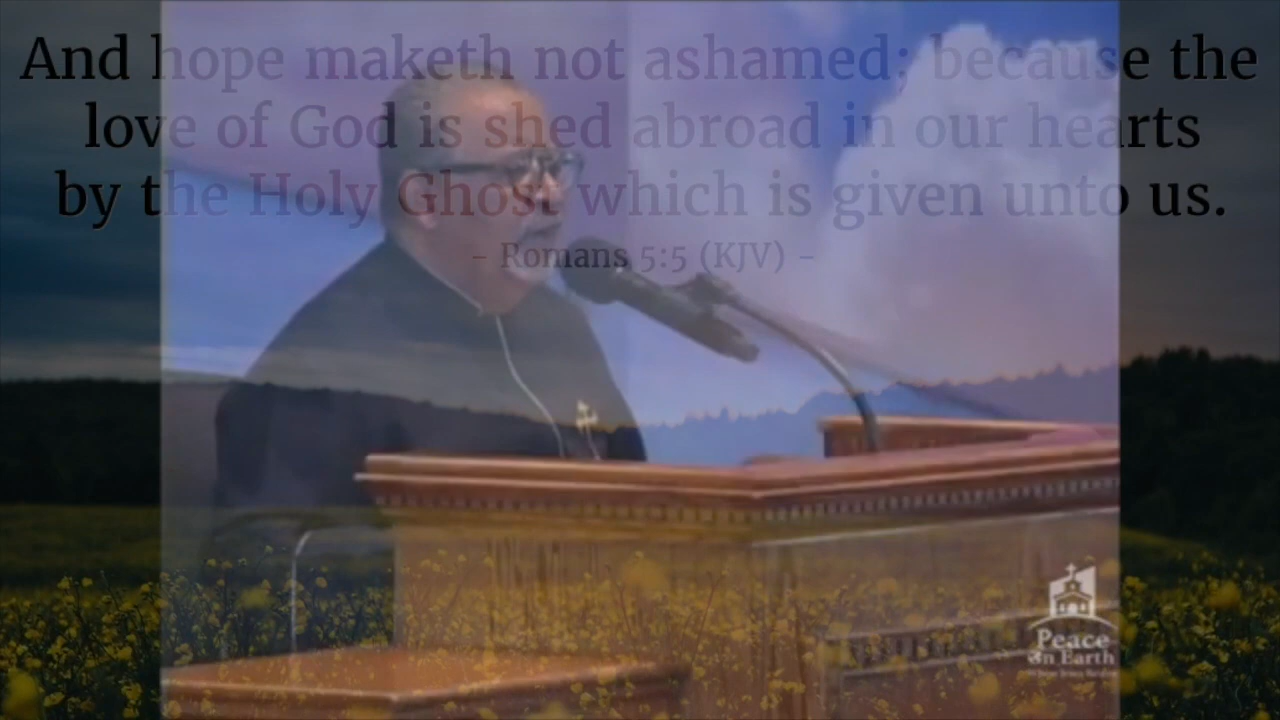 And hope maketh not ashamed; because the
love of God is shed abroad in our hearts
by the Holy Ghost which is given unto us.
- Romans 5:5 (KJV) -
Peace
on Earth